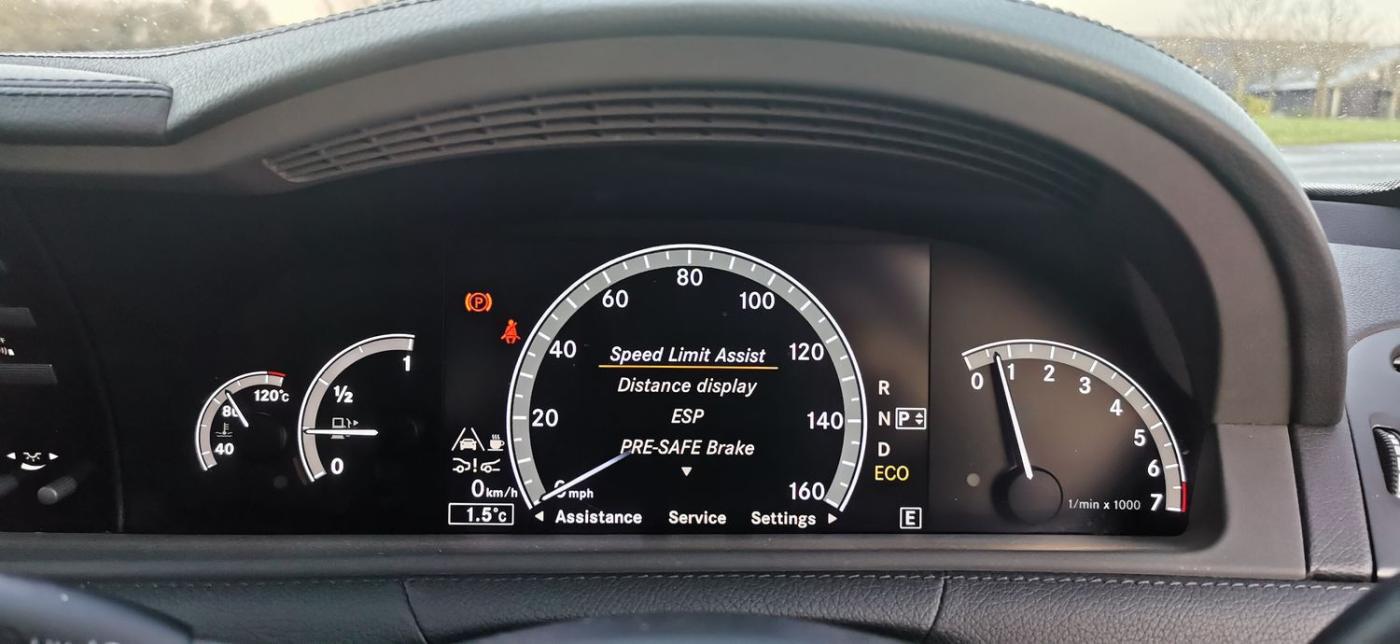 P
120°c
80
40
1
½
0
20
40
60
80
100
120
140
160
Speed Limit Assist
Distance display
ESP
PRE-SAFE Brake
0 km/h
mph
1.5°c
Assistance Service Settings
R
N P
D
ECO
E
0
1
2
3
4
5
6
7
1/min x 1000